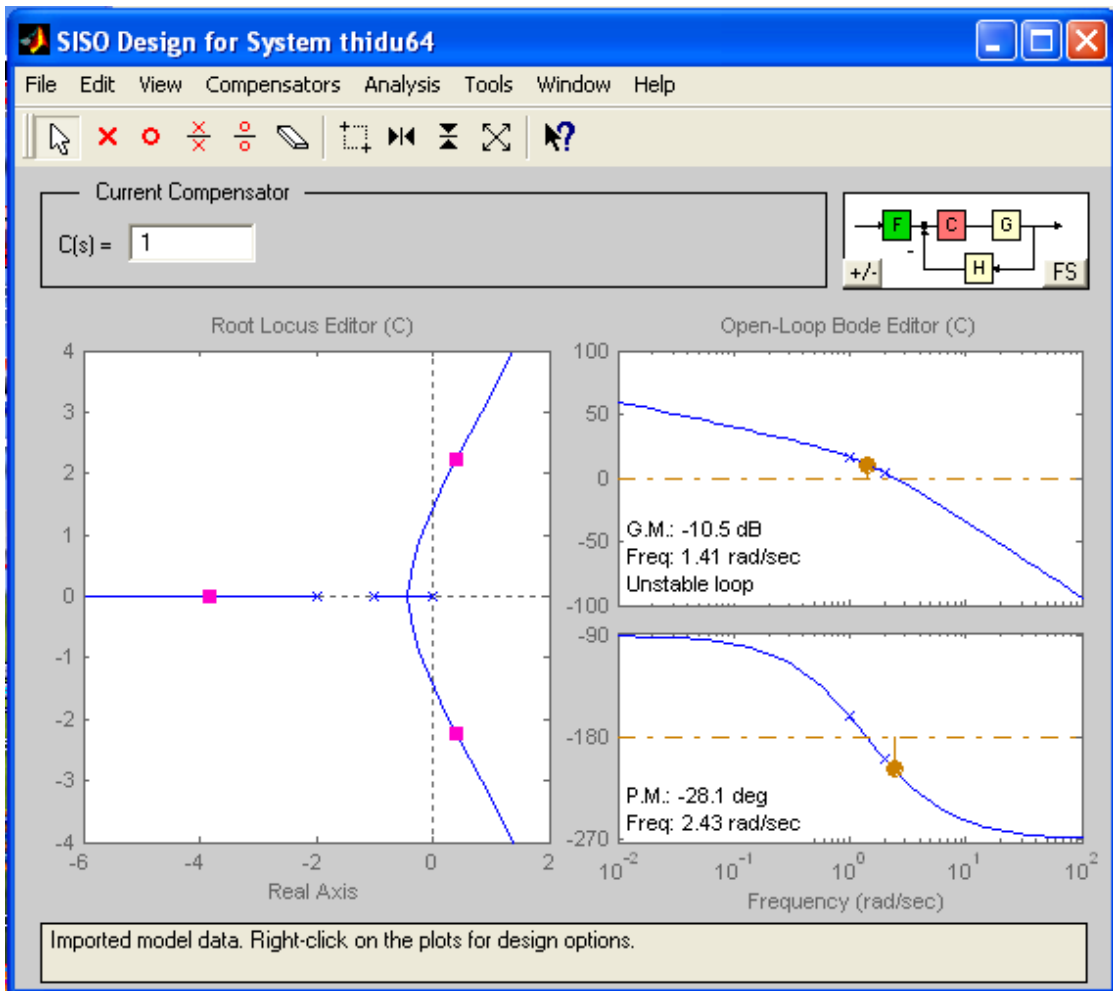 SISO Design for System thidu64
File Edit View Compensators Analysis Tools Window Help
Current Compensator
C(s) = 1
F C G
-
H
+/- FS
Root Locus Editor (C)
4
3
2
1
0
-1
-2
-3
-4
-6 -4 -2 0 2
Real Axis
Open-Loop Bode Editor (C)
100
50
0
-50
-100
G.M.: -10.5 dB
Freq: 1.41 rad/sec
Unstable loop
-90
-180
-270
P.M.: -28.1 deg
Freq: 2.43 rad/sec
10^-2 10^-1 10^0 10^1 10^2
Frequency (rad/sec)
Imported model data. Right-click on the plots for design options.